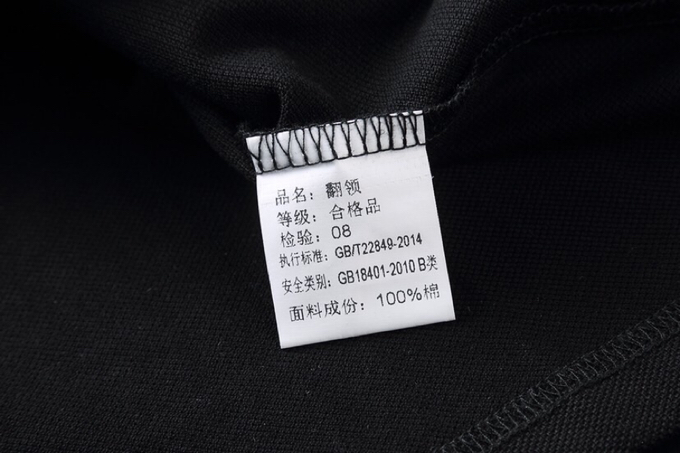 品名：翻领
等级：合格品
检验：08
执行标准：GB/T22849-2014
安全类别：GB18401-2010 B类
面料成份：100%棉